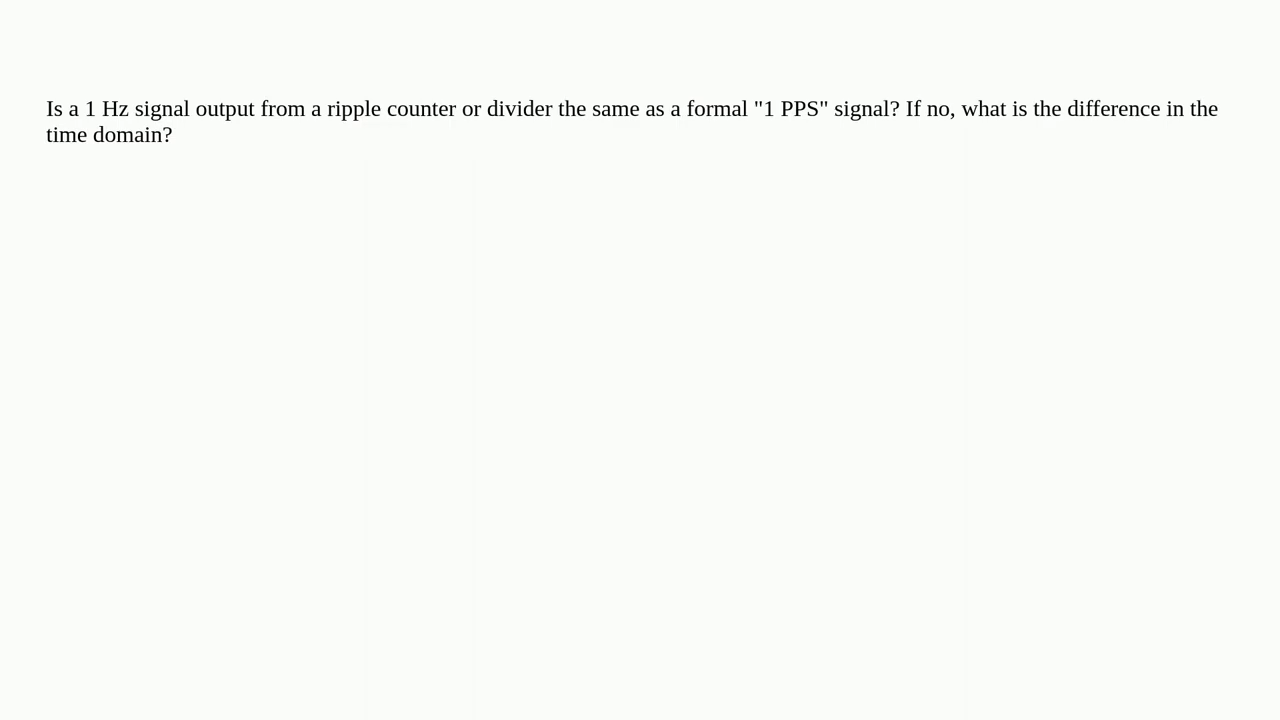 Is a 1 Hz signal output from a ripple counter or divider the same as a formal "1 PPS" signal? If no, what is the difference in the
time domain?